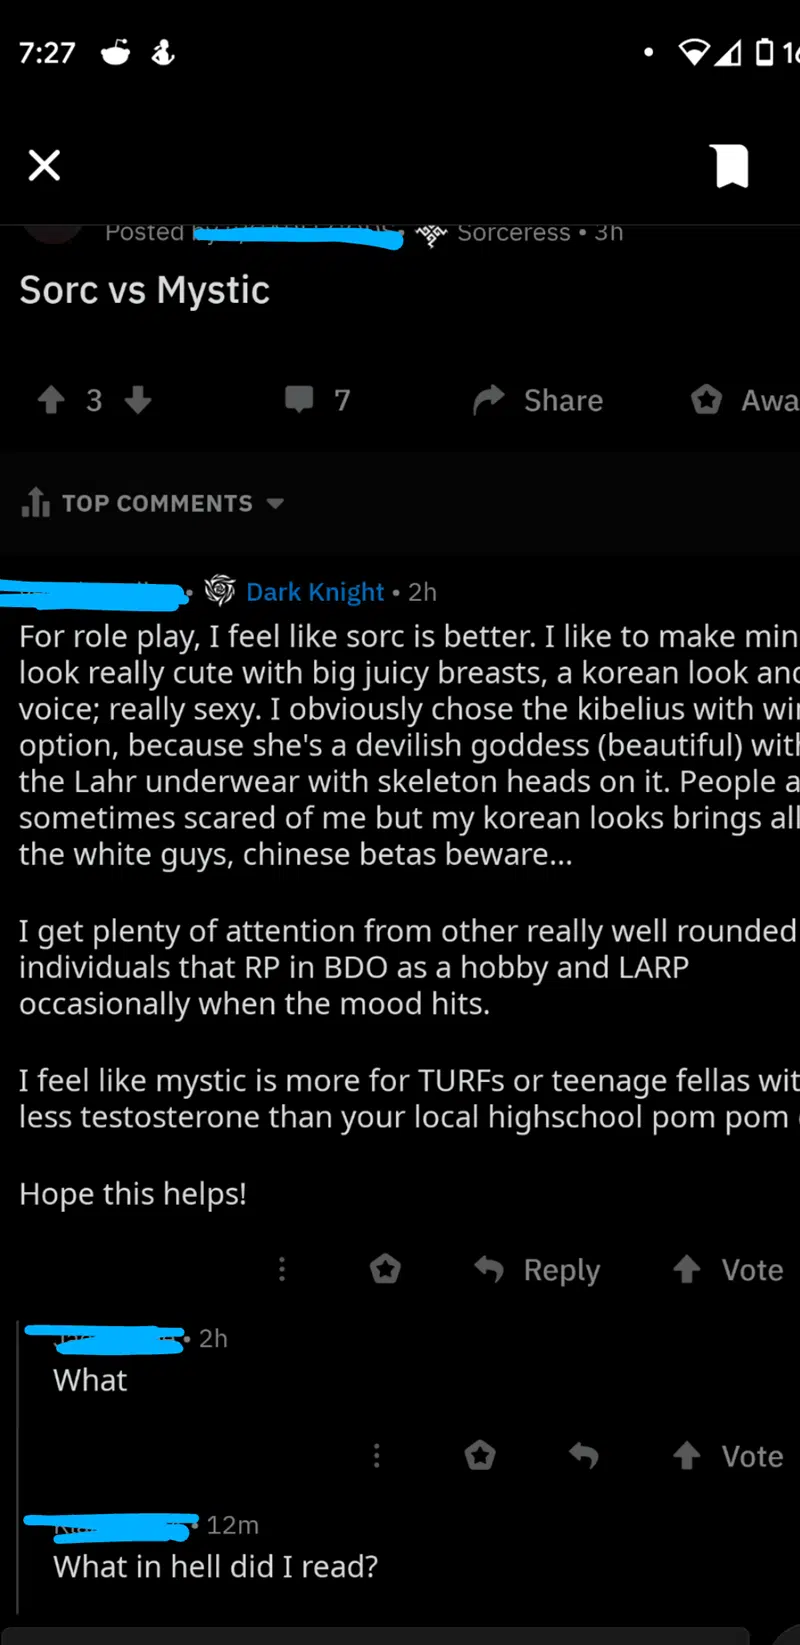 7:27
Posted Sorceress • 3h
Sorc vs Mystic
3 7 Share
TOP COMMENTS
Dark Knight • 2h
For role play, I feel like sorc is better. I like to make
look really cute with big juicy breasts, a korean look
voice; really sexy. I obviously chose the kibelius with
option, because she's a devilish goddess (beautiful)
the Lahr underwear with skeleton heads on it. People
sometimes scared of me but my korean looks brings all
the white guys, chinese betas beware...
I get plenty of attention from other really well rounded
individuals that RP in BDO as a hobby and LARP
occasionally when the mood hits.
I feel like mystic is more for TURFs or teenage fellas
less testosterone than your local highschool pom pom
Hope this helps!
Reply Vote
• 2h
What
Vote
• 12m
What in hell did I read?